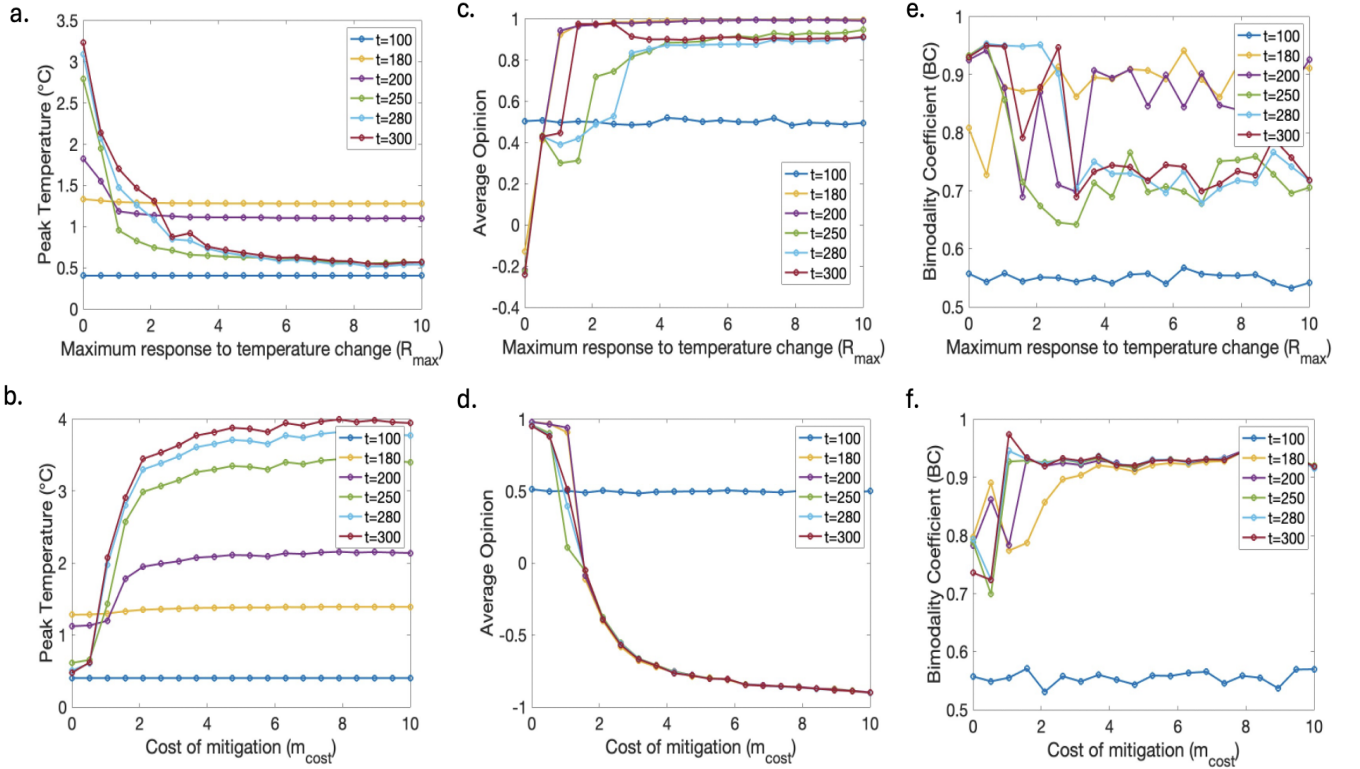 a.
3.5
3
2.5
2
1.5
1
0.5
0
0 2 4 6 8 10
Peak Temperature (°C)
Maximum response to temperature change (Rmax)
t=100
t=180
t=200
t=250
t=280
t=300
c.
1
0.8
0.6
0.4
0.2
0
-0.2
-0.4
0 2 4 6 8 10
Average Opinion
Maximum response to temperature change (Rmax)
t=100
t=180
t=200
t=250
t=280
t=300
e.
1
0.9
0.8
0.7
0.6
0.5
0 2 4 6 8 10
Bimodality Coefficient (BC)
Maximum response to temperature change (Rmax)
t=100
t=180
t=200
t=250
t=280
t=300
b.
4
3
2
1
0
0 2 4 6 8 10
Peak Temperature (°C)
Cost of mitigation (mcost)
t=100
t=180
t=200
t=250
t=280
t=300
d.
1
0.5
0
-0.5
-1
0 2 4 6 8 10
Average Opinion
Cost of mitigation (mcost)
t=100
t=180
t=200
t=250
t=280
t=300
f.
1
0.9
0.8
0.7
0.6
0.5
0 2 4 6 8 10
Bimodality Coefficient (BC)
Cost of mitigation (mcost)
t=100
t=180
t=200
t=250
t=280
t=300